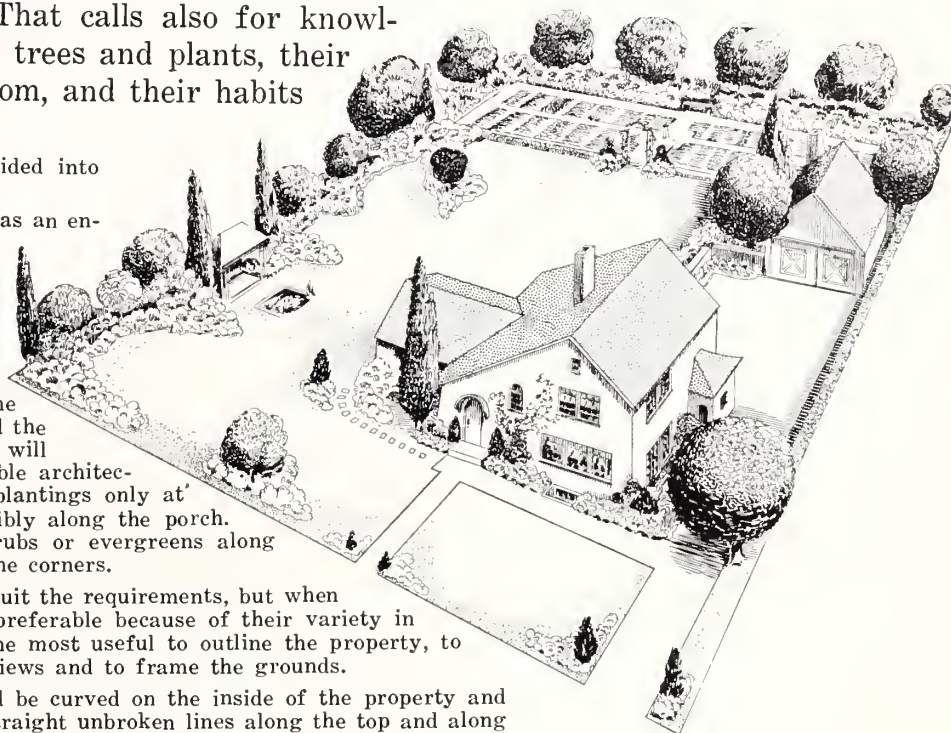 That calls also for knowl-
trees and plants, their
om, and their habits
ided into
as an en-
ne
l the
will
ble architec-
plantings only at
ibly along the porch.
rubs or evergreens along
ne corners.
uit the requirements, but when
preferable because of their variety in
ne most useful to outline the property, to
iews and to frame the grounds.
l be curved on the inside of the property and
traight unbroken lines along the top and along